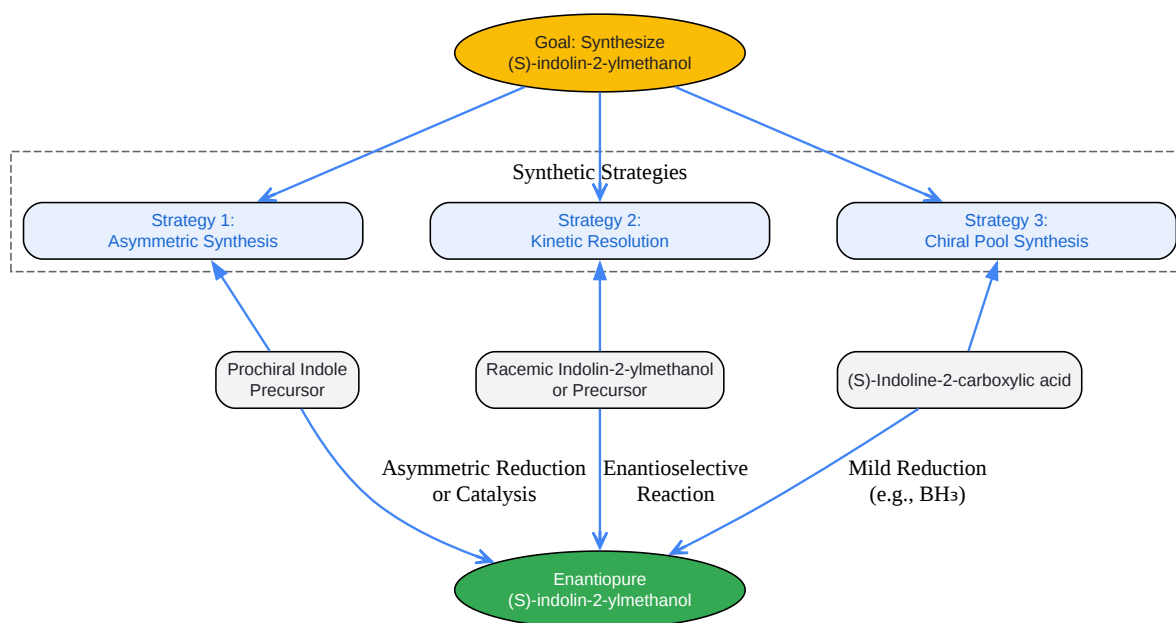 Goal: Synthesize
(S)-indolin-2-ylmethanol
Synthetic Strategies
Strategy 1:
Asymmetric Synthesis
Strategy 2:
Kinetic Resolution
Strategy 3:
Chiral Pool Synthesis
Prochiral Indole
Precursor
Racemic Indolin-2-ylmethanol
or Precursor
(S)-Indoline-2-carboxylic acid
Asymmetric Reduction
or Catalysis
Enantioselective
Reaction
Mild Reduction
(e.g., BH₃)
Enantiopure
(S)-indolin-2-ylmethanol